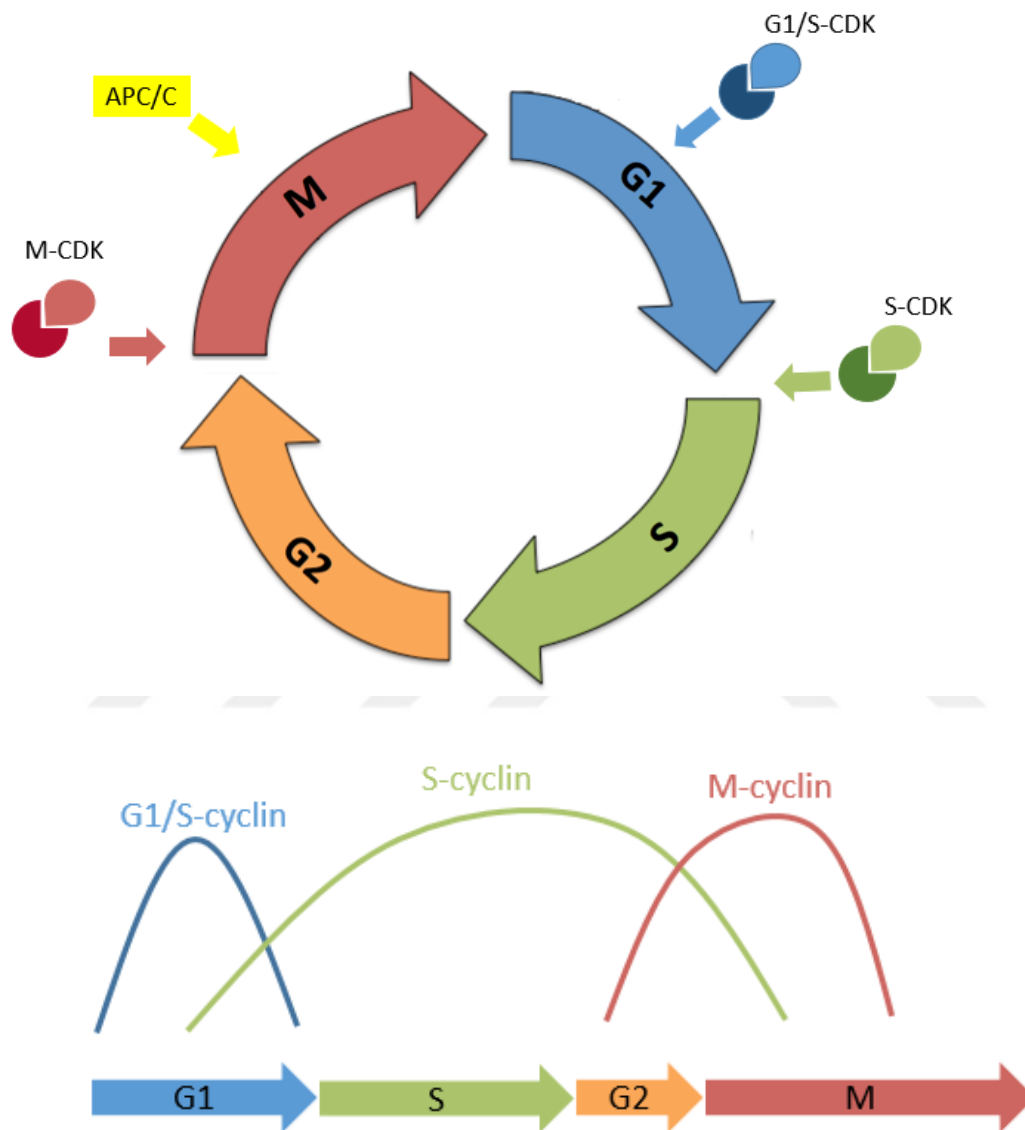 G1/S-CDK
APC/C
M
G1
M-CDK
S-CDK
G2
S
S-cyclin
M-cyclin
G1/S-cyclin
G1
S
G2
M